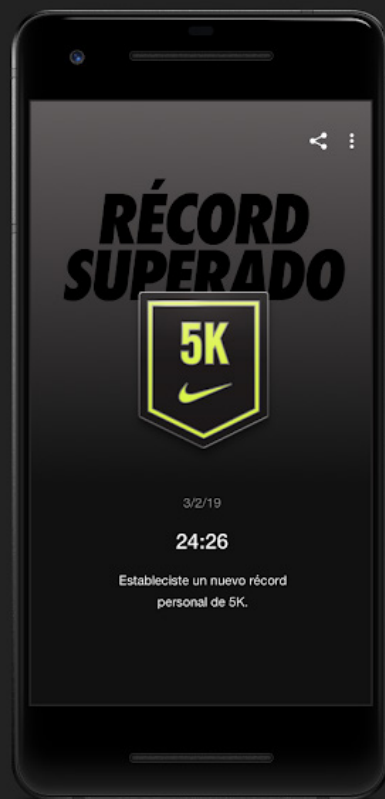 RÉCORD
SUPERADO
5K
3/2/19
24:26
Estableciste un nuevo récord
personal de 5K.